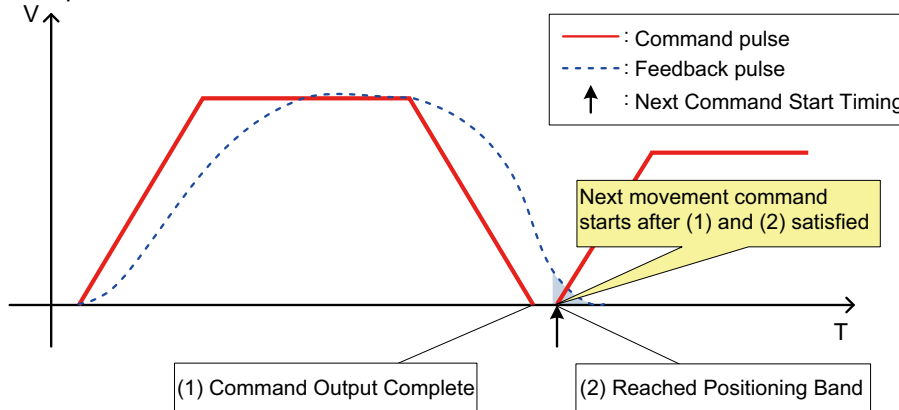 V
: Command pulse
: Feedback pulse
: Next Command Start Timing
Next movement command
starts after (1) and (2) satisfied
T
(1) Command Output Complete
(2) Reached Positioning Band